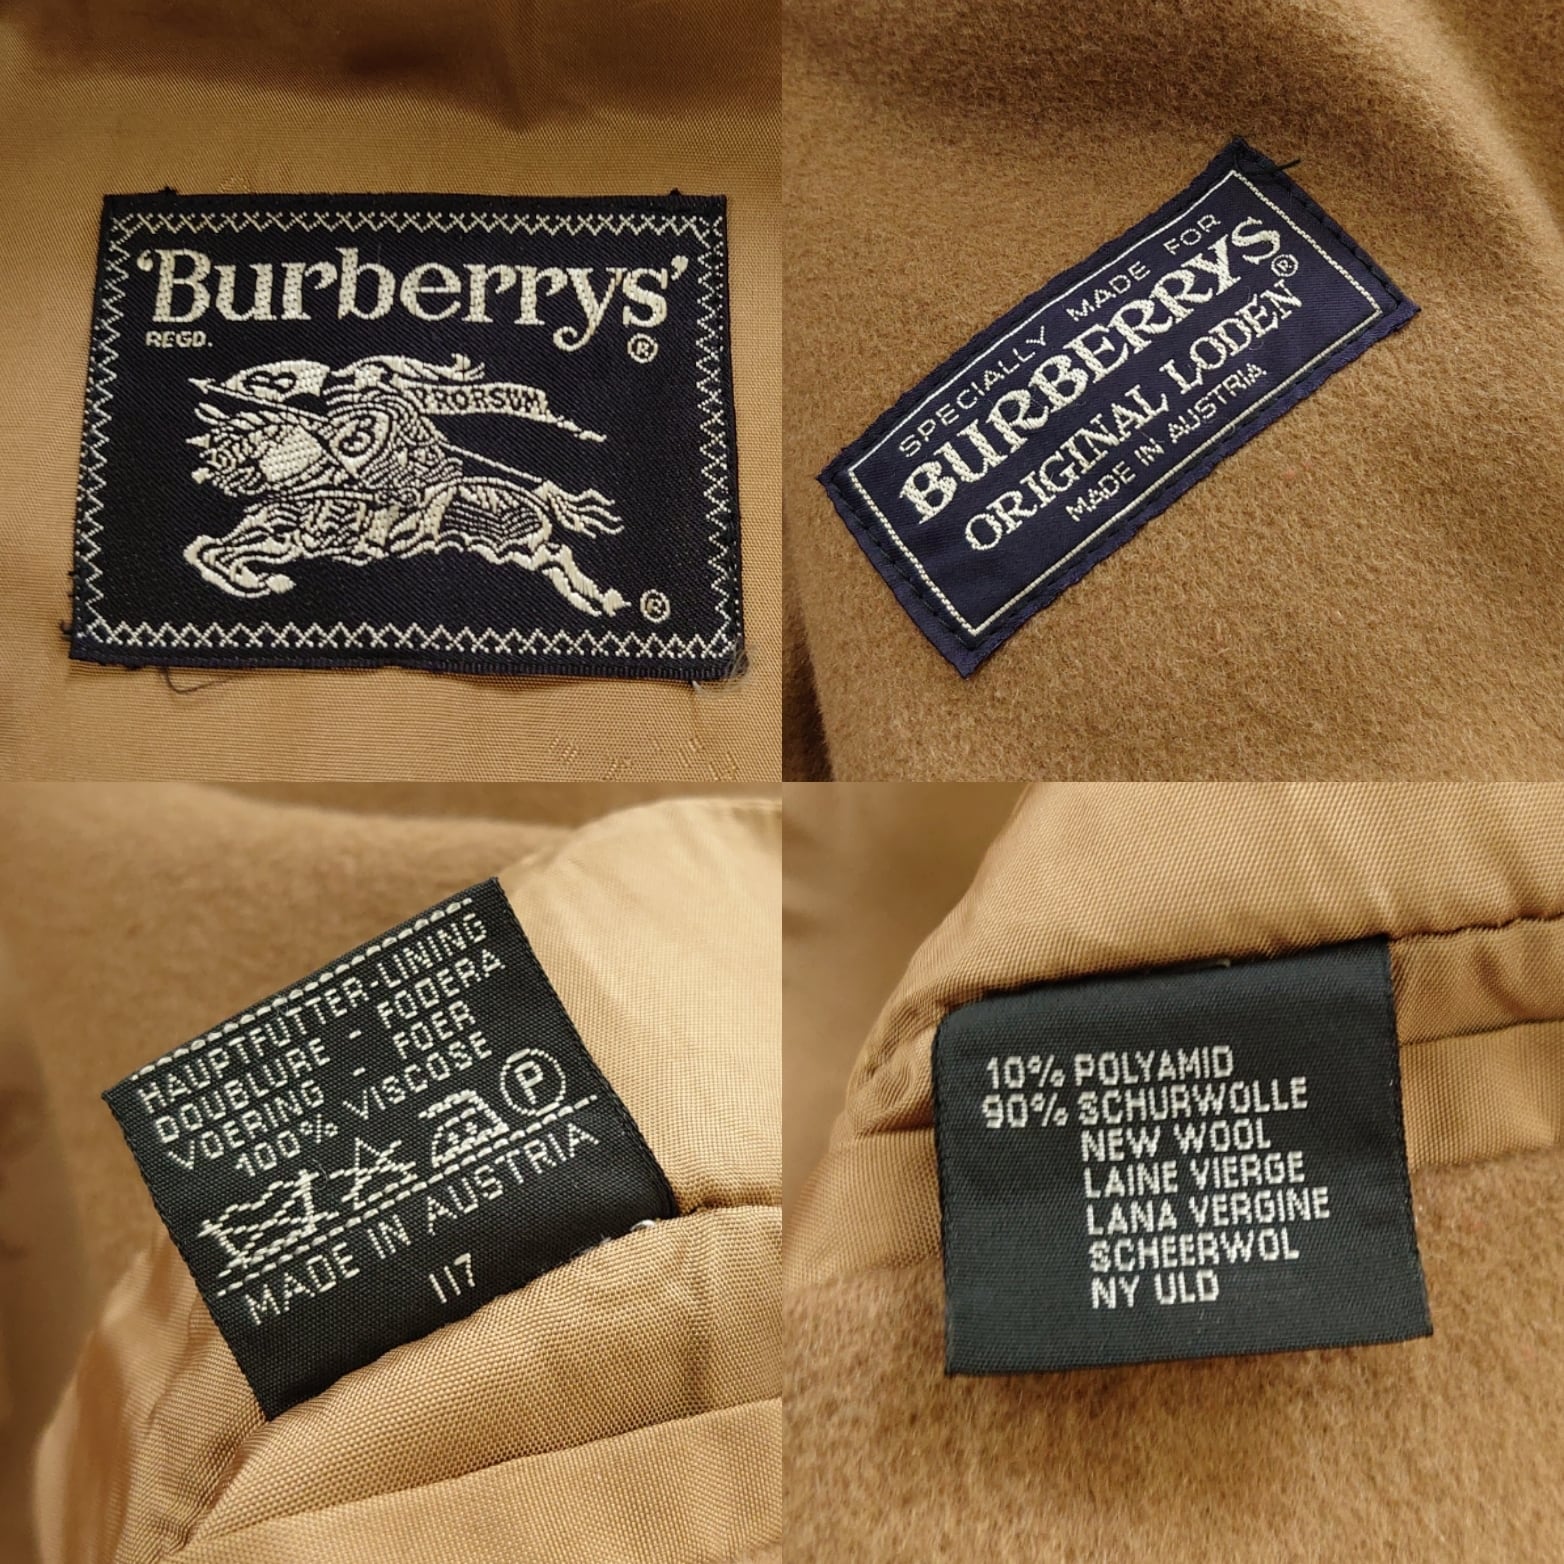 ‘Burberrys’
REGD. ®
PRORSUM
®
SPECIALLY MADE FOR
BURBERRYS®
ORIGINAL LODEN
MADE IN AUSTRIA
HAUPTFUTTER-LINING
DOUBLURE - FODERA
VOERING - FOER
100% VISCOSE
P
MADE IN AUSTRIA
117
10% POLYAMID
90% SCHURWOLLE
NEW WOOL
LAINE VIERGE
LANA VERGINE
SCHEERWOL
NY ULD